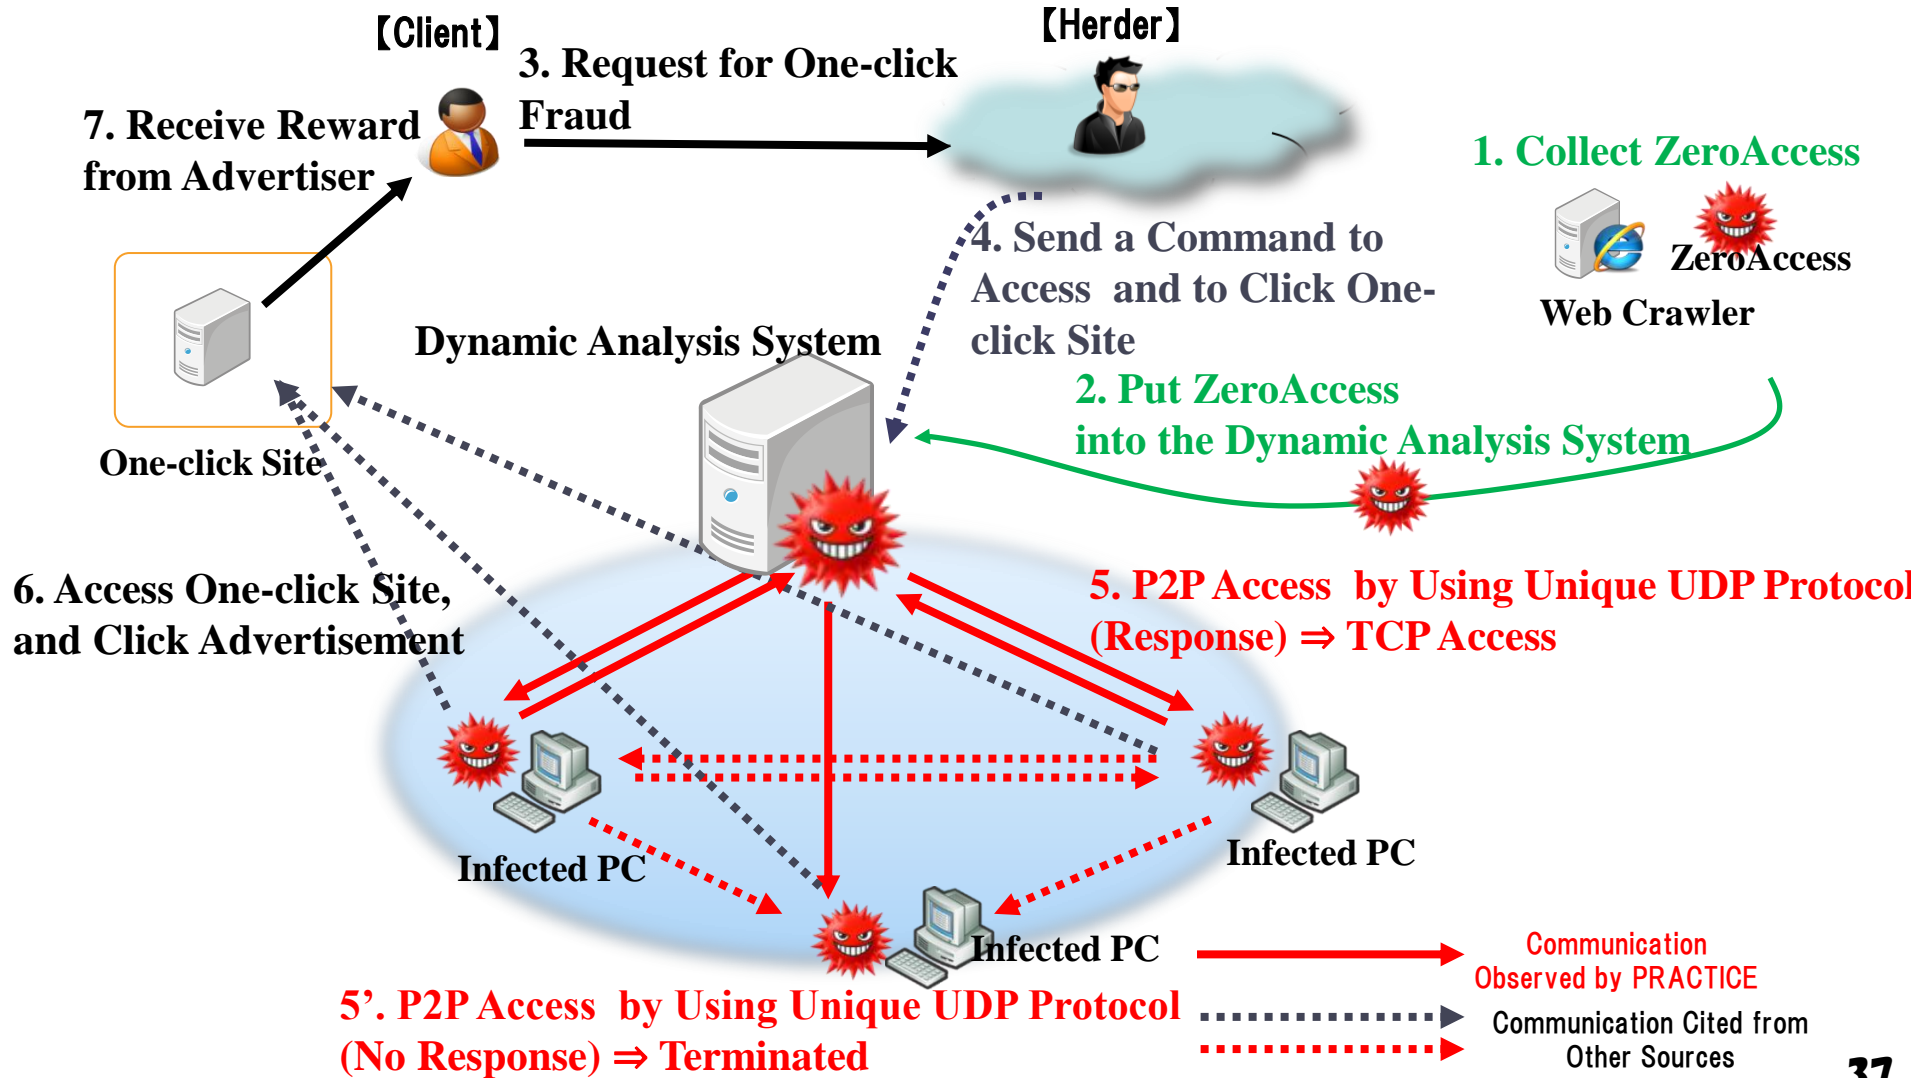 【Client】
【Herder】
3. Request for One-click
Fraud
7. Receive Reward
from Advertiser
1. Collect ZeroAccess
ZeroAccess
Web Crawler
4. Send a Command to
Access and to Click One-
click Site
Dynamic Analysis System
2. Put ZeroAccess
into the Dynamic Analysis System
One-click Site
6. Access One-click Site,
and Click Advertisement
5. P2P Access by Using Unique UDP Protocol
(Response) ⇒ TCP Access
Infected PC
Infected PC
Infected PC
5’. P2P Access by Using Unique UDP Protocol
(No Response) ⇒ Terminated
Communication
Observed by PRACTICE
Communication Cited from
Other Sources
37